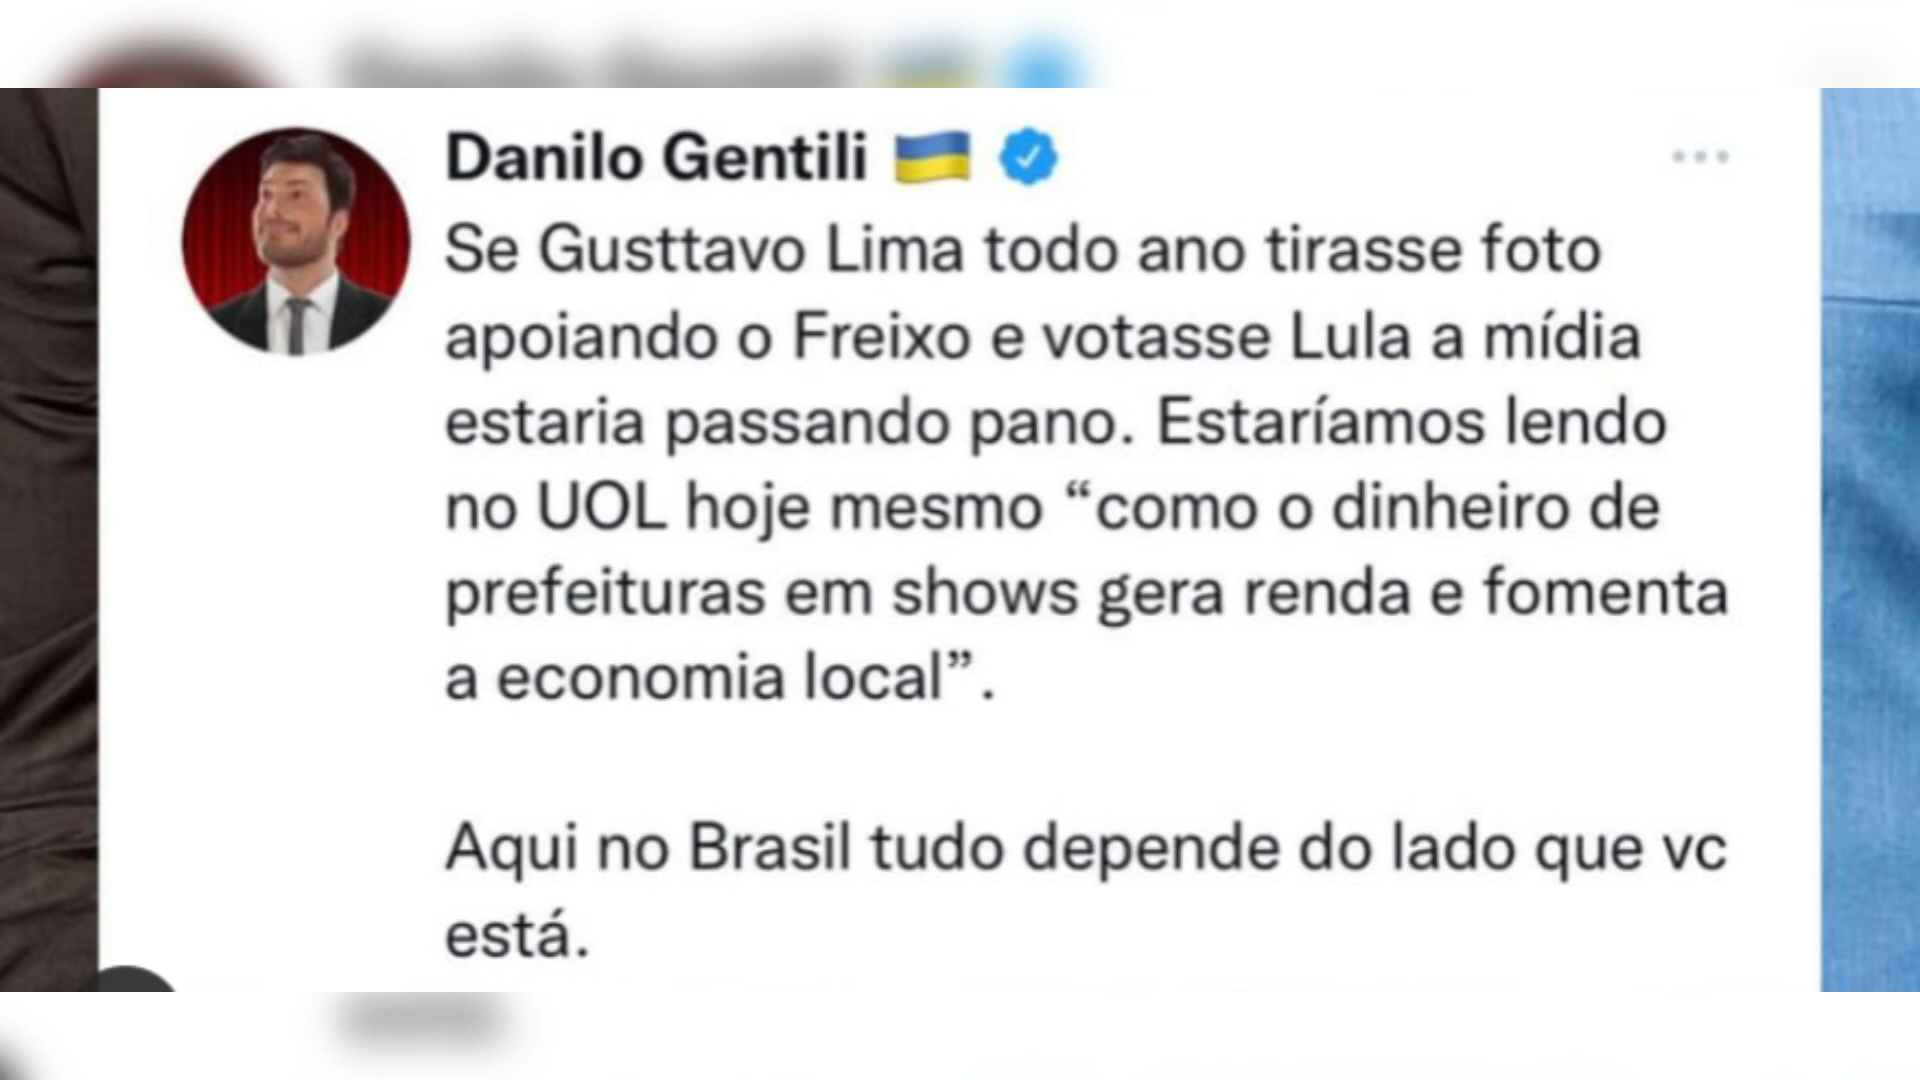 Danilo Gentili
Se Gusttavo Lima todo ano tirasse foto
apoiando o Freixo e votasse Lula a mídia
estaria passando pano. Estaríamos lendo
no UOL hoje mesmo “como o dinheiro de
prefeituras em shows gera renda e fomenta
a economia local”.
Aqui no Brasil tudo depende do lado que vc
está.